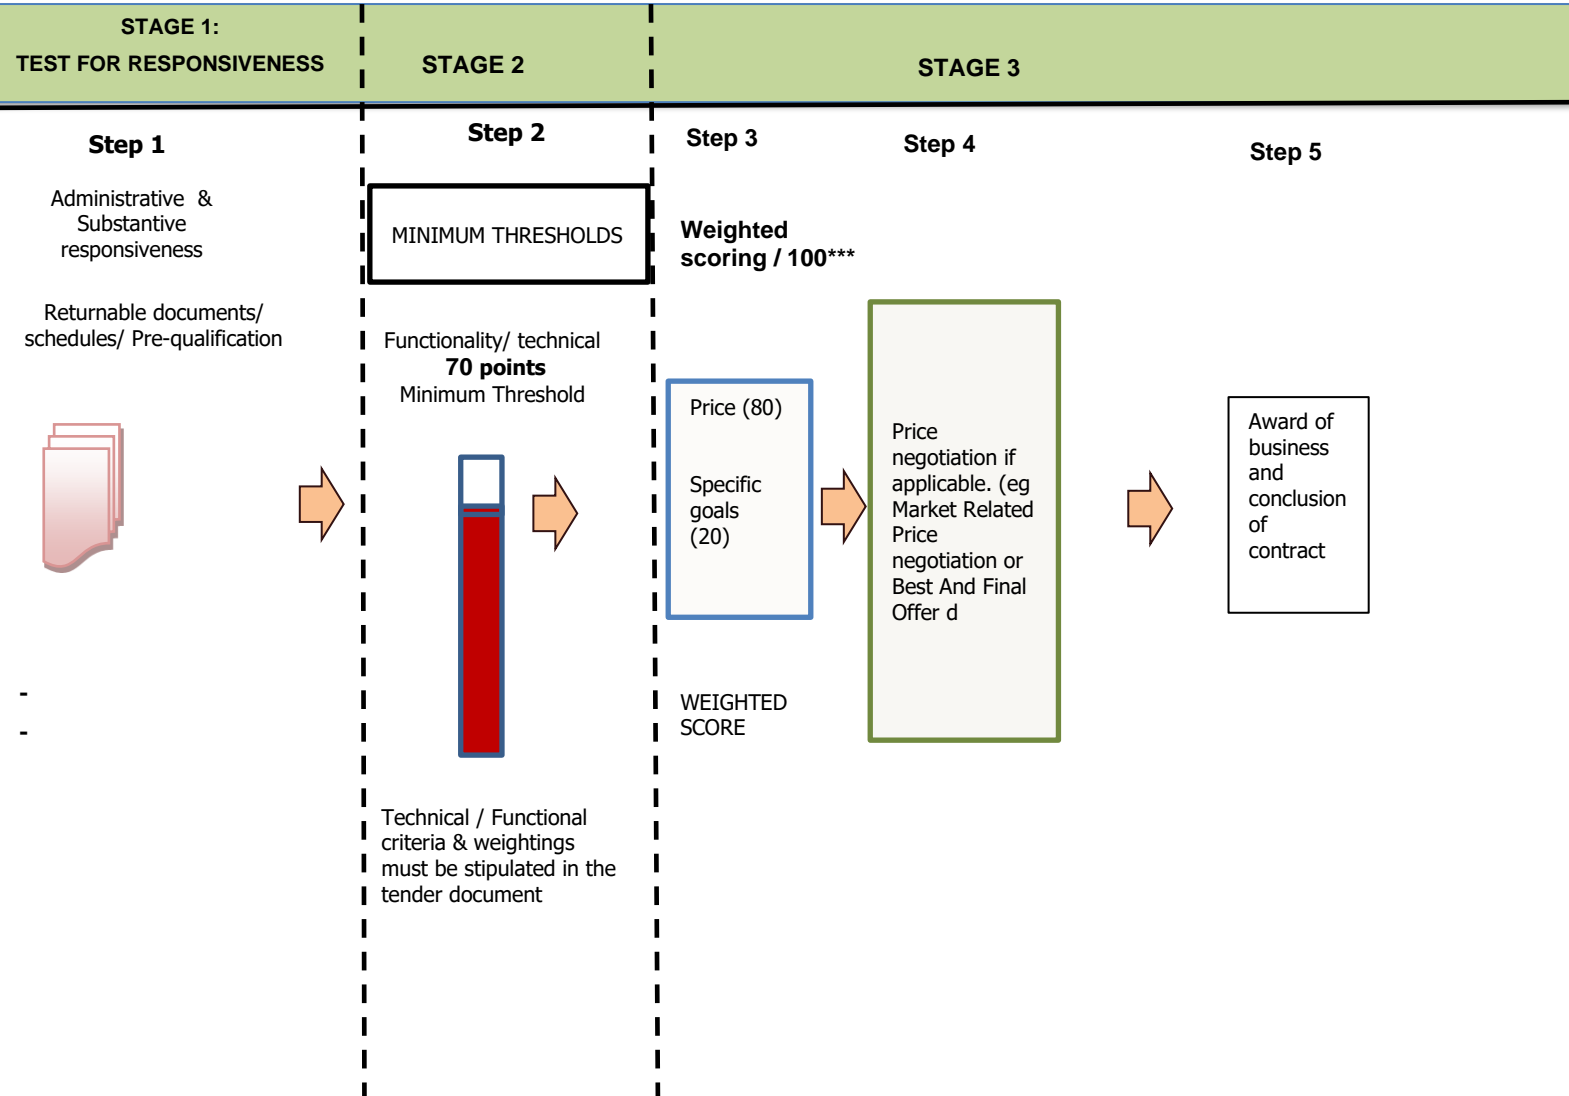 STAGE 1:
TEST FOR RESPONSIVENESS
STAGE 2
STAGE 3
Step 1
Administrative &
Substantive
responsiveness
Returnable documents/
schedules/ Pre-qualification
-
-
Step 2
MINIMUM THRESHOLDS
Functionality/ technical
70 points
Minimum Threshold
Technical / Functional
criteria & weightings
must be stipulated in the
tender document
Step 3
Weighted
scoring / 100***
Price (80)
Specific
goals
(20)
WEIGHTED
SCORE
Step 4
Price
negotiation if
applicable. (eg
Market Related
Price
negotiation or
Best And Final
Offer d
Step 5
Award of
business
and
conclusion
of
contract